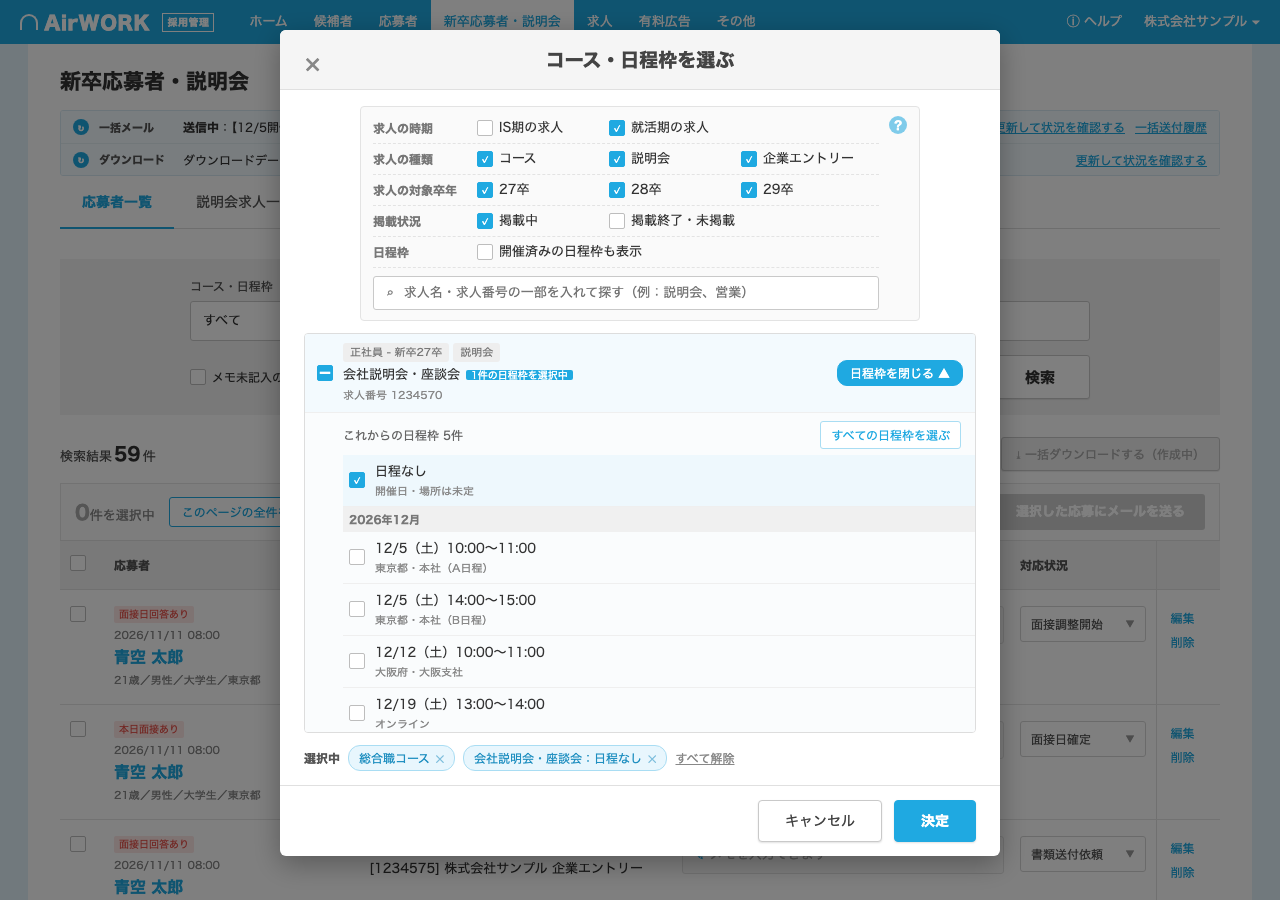 AirWORK 採用管理 ホーム 候補者 応募者 新卒応募者・説明会 求人 有料広告 その他 ヘルプ 株式会社サンプル
新卒応募者・説明会
一括メール 送信中：【12/5開 更新して状況を確認する 一括送付履歴
ダウンロード ダウンロードデー 更新して状況を確認する
応募者一覧 説明会求人一
コース・日程枠
すべて
メモ未記入の
検索
検索結果 59 件
↓一括ダウンロードする（作成中）
0件を選択中 このページの全件 選択した応募にメールを送る
応募者 対応状況
面接日回答あり
2026/11/11 08:00
青空 太郎
21歳／男性／大学生／東京都
面接調整開始 ▼ 編集
削除
本日面接あり
2026/11/11 08:00
青空 太郎
21歳／男性／大学生／東京都
面接日確定 ▼ 編集
削除
面接日回答あり
2026/11/11 08:00
青空 太郎
[1234575] 株式会社サンプル 企業エントリー
書類送付依頼 ▼ 編集
削除
× コース・日程枠を選ぶ
求人の時期 IS期の求人 就活期の求人 ?
求人の種類 コース 説明会 企業エントリー
求人の対象卒年 27卒 28卒 29卒
掲載状況 掲載中 掲載終了・未掲載
日程枠 開催済みの日程枠も表示
求人名・求人番号の一部を入れて探す（例：説明会、営業）
正社員 - 新卒27卒 説明会
会社説明会・座談会 1件の日程枠を選択中
求人番号 1234570
日程枠を閉じる ▲
これからの日程枠 5件 すべての日程枠を選ぶ
日程なし
開催日・場所は未定
2026年12月
12/5（土）10:00〜11:00
東京都・本社（A日程）
12/5（土）14:00〜15:00
東京都・本社（B日程）
12/12（土）10:00〜11:00
大阪府・大阪支社
12/19（土）13:00〜14:00
オンライン
選択中 総合職コース × 会社説明会・座談会：日程なし × すべて解除
キャンセル 決定